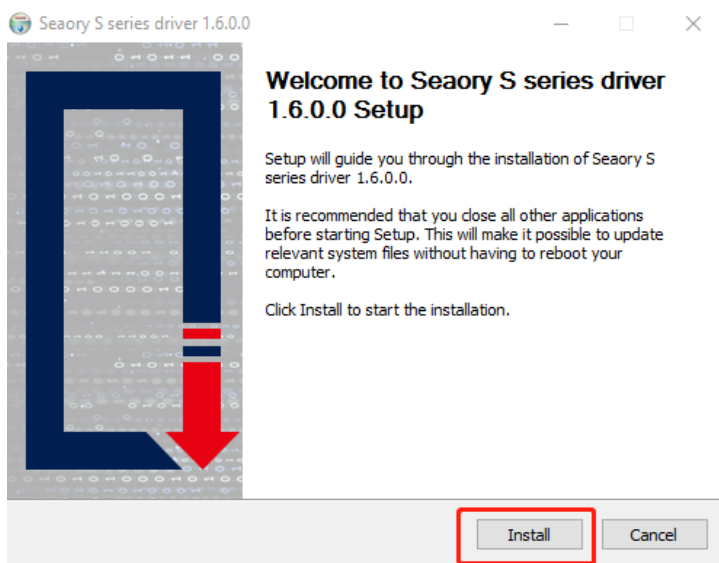 Seaory S series driver 1.6.0.0
Welcome to Seaory S series driver
1.6.0.0 Setup
Setup will guide you through the installation of Seaory S
series driver 1.6.0.0.
It is recommended that you close all other applications
before starting Setup. This will make it possible to update
relevant system files without having to reboot your
computer.
Click Install to start the installation.
Install
Cancel